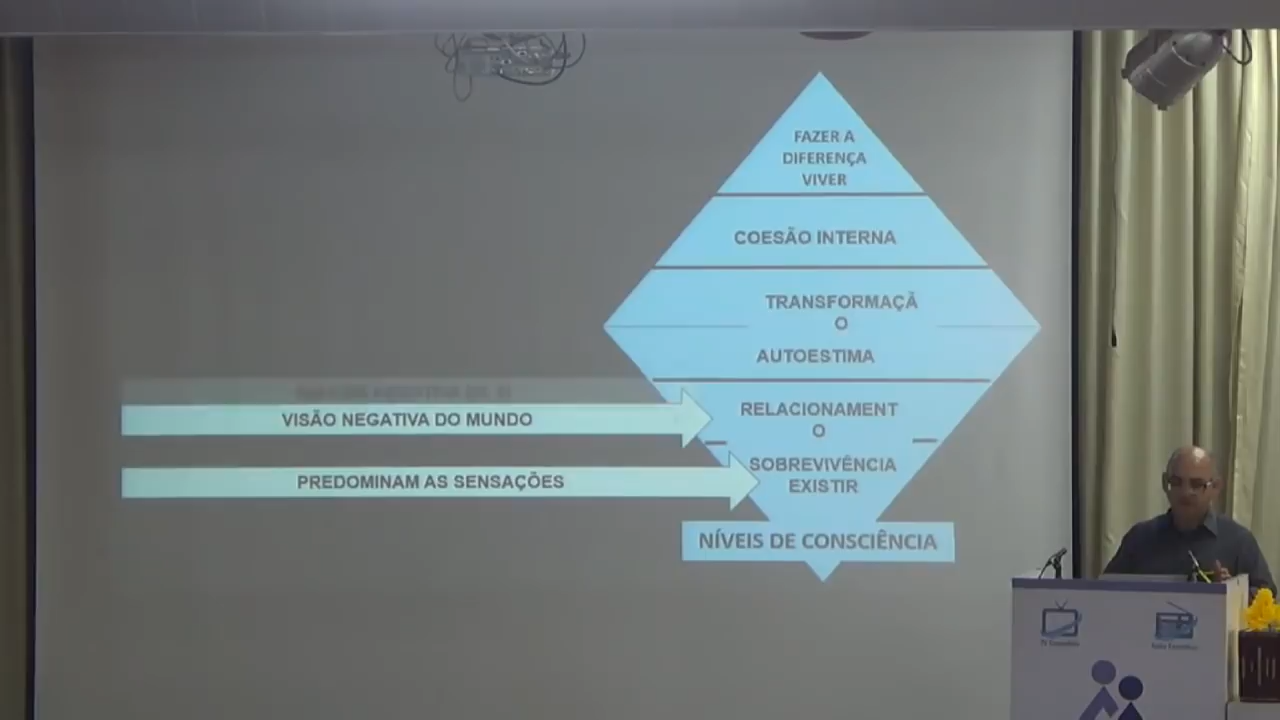 FAZER A
DIFERENÇA
VIVER
COESÃO INTERNA
TRANSFORMAÇÃ
O
AUTOESTIMA
RELACIONAMENT
O
SOBREVIVÊNCIA
EXISTIR
NÍVEIS DE CONSCIÊNCIA
VISÃO NEGATIVA DO MUNDO
PREDOMINAM AS SENSAÇÕES